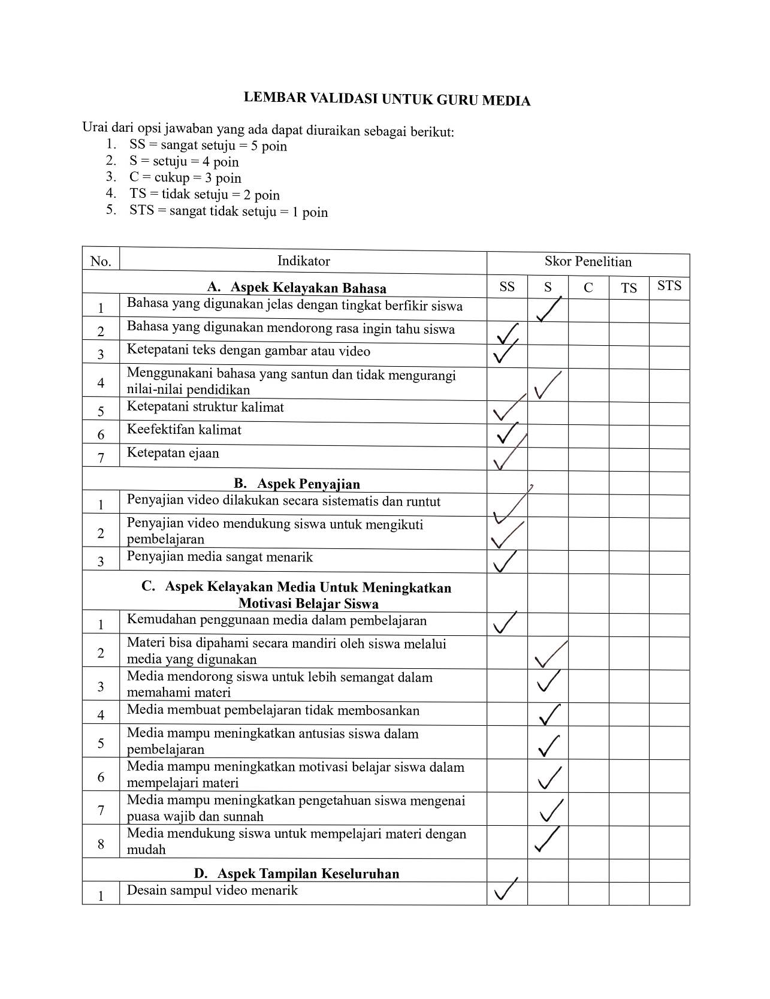 LEMBAR VALIDASI UNTUK GURU MEDIA
Urai dari opsi jawaban yang ada dapat diuraikan sebagai berikut:
1. SS = sangat setuju = 5 poin
2. S = setuju = 4 poin
3. C = cukup = 3 poin
4. TS = tidak setuju = 2 poin
5. STS = sangat tidak setuju = 1 poin
No. Indikator Skor Penelitian
A. Aspek Kelayakan Bahasa SS S C TS STS
1 Bahasa yang digunakan jelas dengan tingkat berfikir siswa ✓
2 Bahasa yang digunakan mendorong rasa ingin tahu siswa ✓
3 Ketepatani teks dengan gambar atau video ✓
4 Menggunakani bahasa yang santun dan tidak mengurangi
nilai-nilai pendidikan ✓
5 Ketepatani struktur kalimat ✓
6 Keefektifan kalimat ✓
7 Ketepatan ejaan ✓
B. Aspek Penyajian
1 Penyajian video dilakukan secara sistematis dan runtut ✓
2 Penyajian video mendukung siswa untuk mengikuti
pembelajaran ✓
3 Penyajian media sangat menarik ✓
C. Aspek Kelayakan Media Untuk Meningkatkan
Motivasi Belajar Siswa
1 Kemudahan penggunaan media dalam pembelajaran ✓
2 Materi bisa dipahami secara mandiri oleh siswa melalui
media yang digunakan ✓
3 Media mendorong siswa untuk lebih semangat dalam
memahami materi ✓
4 Media membuat pembelajaran tidak membosankan ✓
5 Media mampu meningkatkan antusias siswa dalam
pembelajaran ✓
6 Media mampu meningkatkan motivasi belajar siswa dalam
mempelajari materi ✓
7 Media mampu meningkatkan pengetahuan siswa mengenai
puasa wajib dan sunnah ✓
8 Media mendukung siswa untuk mempelajari materi dengan
mudah ✓
D. Aspek Tampilan Keseluruhan
1 Desain sampul video menarik ✓